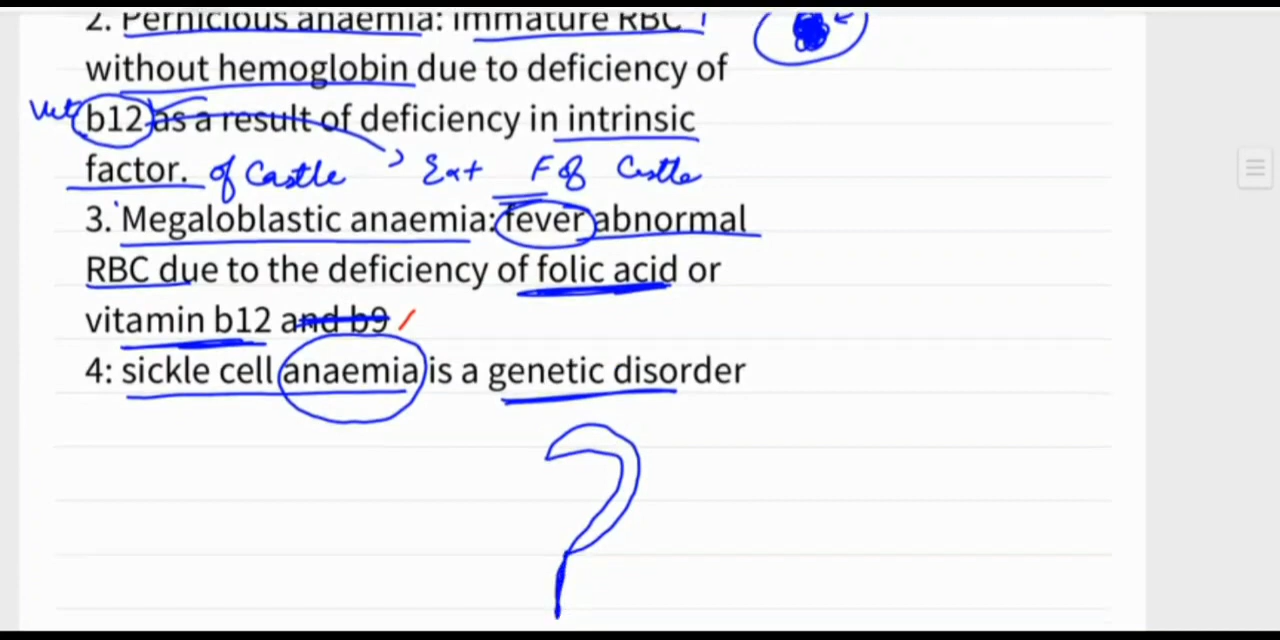 2. Pernicious anaemia: immature RBC
without hemoglobin due to deficiency of
Vit b12 as a result of deficiency in intrinsic
factor. of Castle Ext F of Castle
3. Megaloblastic anaemia: fever abnormal
RBC due to the deficiency of folic acid or
vitamin b12 and b9
4: sickle cell anaemia is a genetic disorder
?